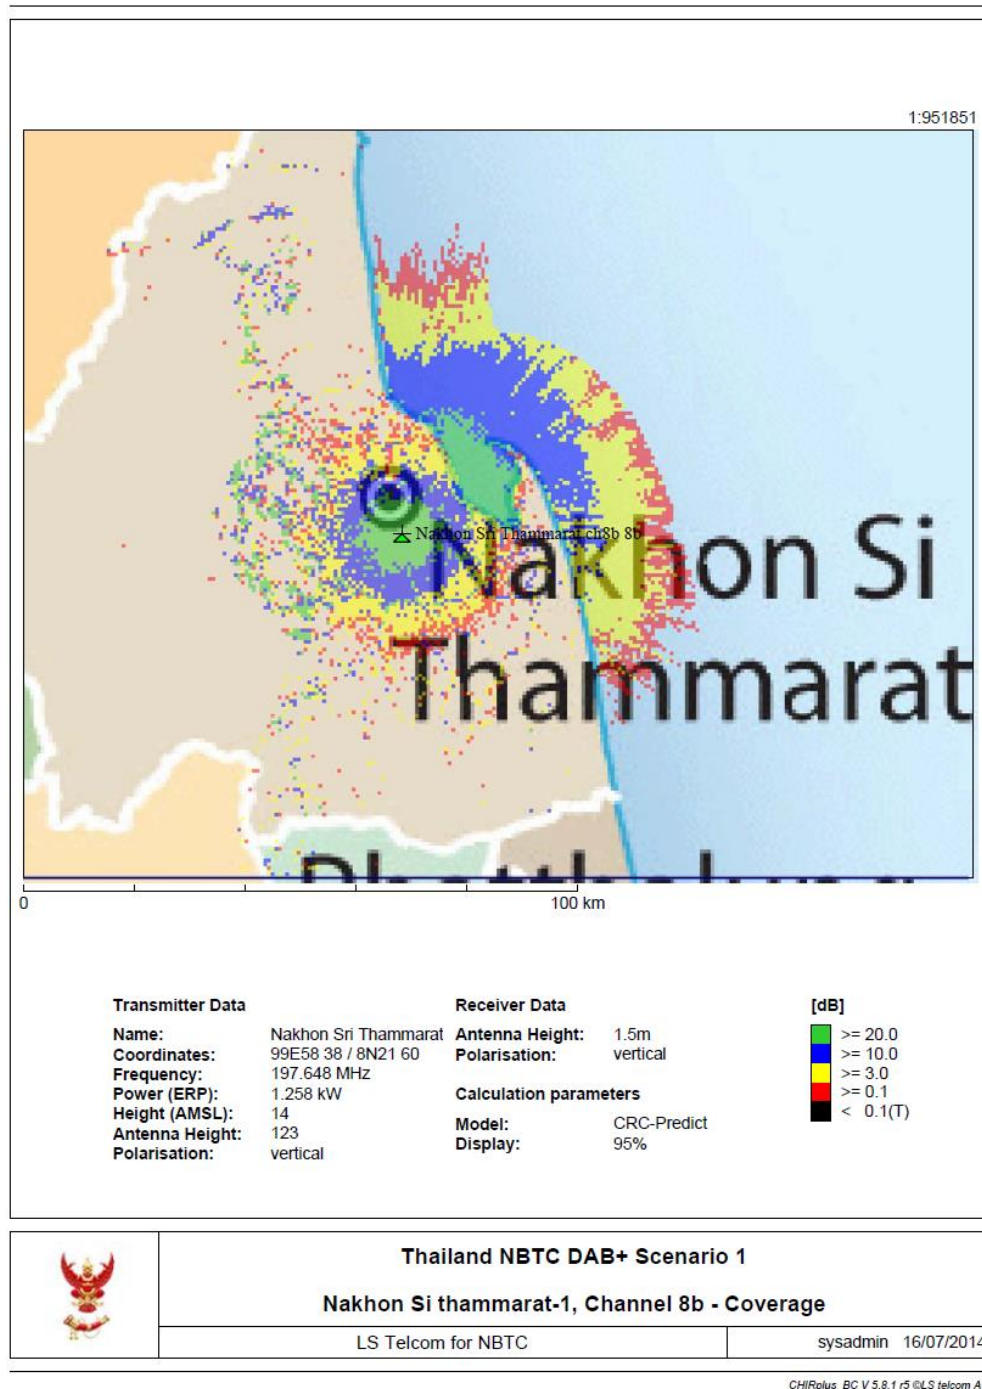 1:951851
Nakhon Sri Thammarat ch8b 8b
Nakhon Si
Thammarat
0 100 km
Transmitter Data
Name: Nakhon Sri Thammarat
Coordinates: 99E58 38 / 8N21 60
Frequency: 197.648 MHz
Power (ERP): 1.258 kW
Height (AMSL): 14
Antenna Height: 123
Polarisation: vertical
Receiver Data
Antenna Height: 1.5m
Polarisation: vertical
Calculation parameters
Model: CRC-Predict
Display: 95%
[dB]
>= 20.0
>= 10.0
>= 3.0
>= 0.1
< 0.1(T)
Thailand NBTC DAB+ Scenario 1
Nakhon Si thammarat-1, Channel 8b - Coverage
LS Telcom for NBTC
sysadmin 16/07/2014
CHIRplus_BC V 5.8.1 r5 ©LS telcom A